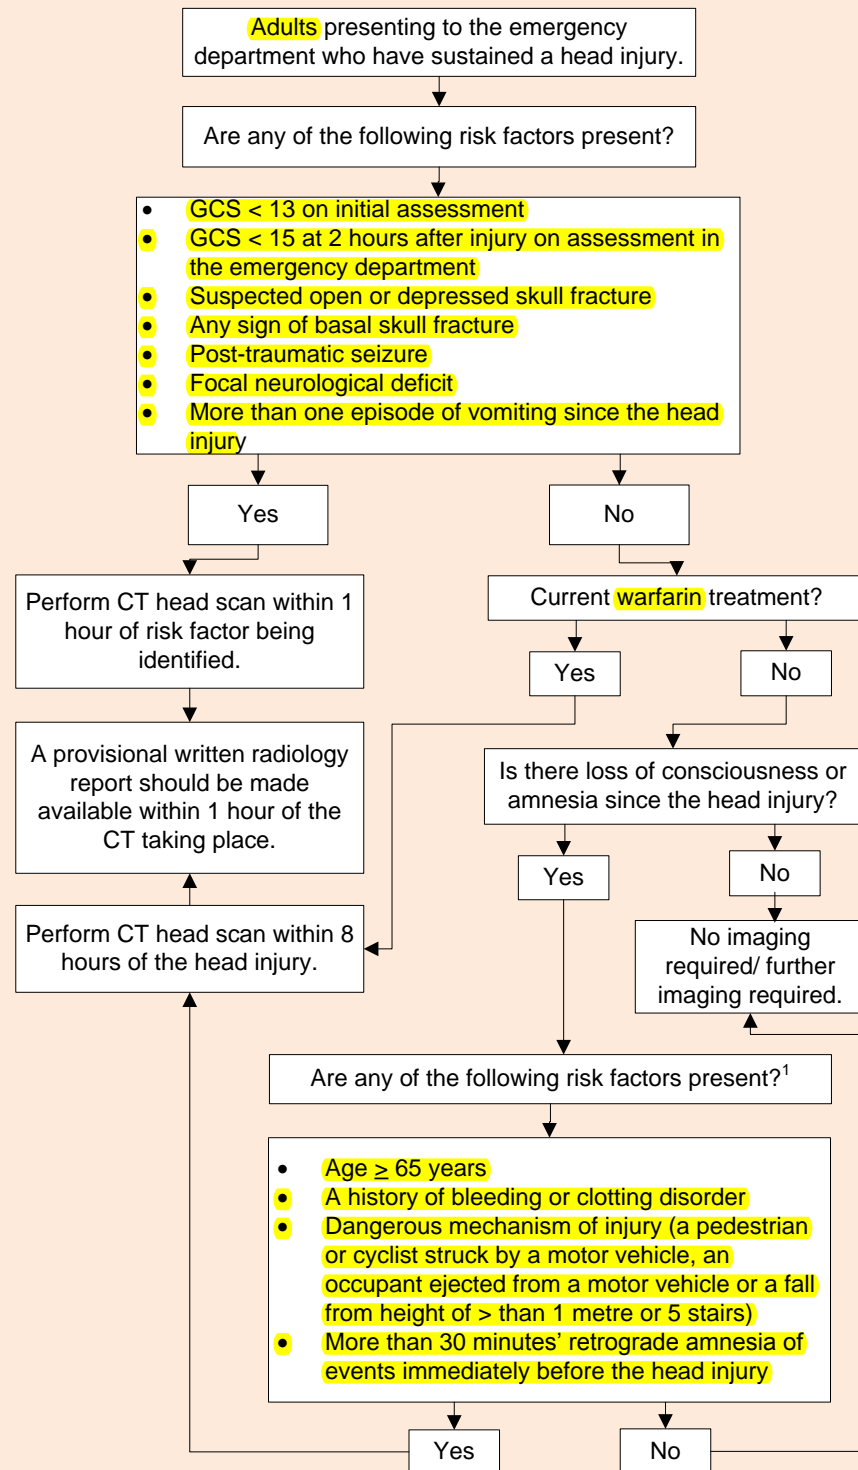 Adults presenting to the emergency
department who have sustained a head injury.
Are any of the following risk factors present?
• GCS < 13 on initial assessment
• GCS < 15 at 2 hours after injury on assessment in
the emergency department
• Suspected open or depressed skull fracture
• Any sign of basal skull fracture
• Post-traumatic seizure
• Focal neurological deficit
• More than one episode of vomiting since the head
injury
Yes
No
Perform CT head scan within 1
hour of risk factor being
identified.
Current warfarin treatment?
Yes
No
A provisional written radiology
report should be made
available within 1 hour of the
CT taking place.
Is there loss of consciousness or
amnesia since the head injury?
Yes
No
Perform CT head scan within 8
hours of the head injury.
No imaging
required/ further
imaging required.
Are any of the following risk factors present?¹
• Age ≥ 65 years
• A history of bleeding or clotting disorder
• Dangerous mechanism of injury (a pedestrian
or cyclist struck by a motor vehicle, an
occupant ejected from a motor vehicle or a fall
from height of > than 1 metre or 5 stairs)
• More than 30 minutes’ retrograde amnesia of
events immediately before the head injury
Yes
No